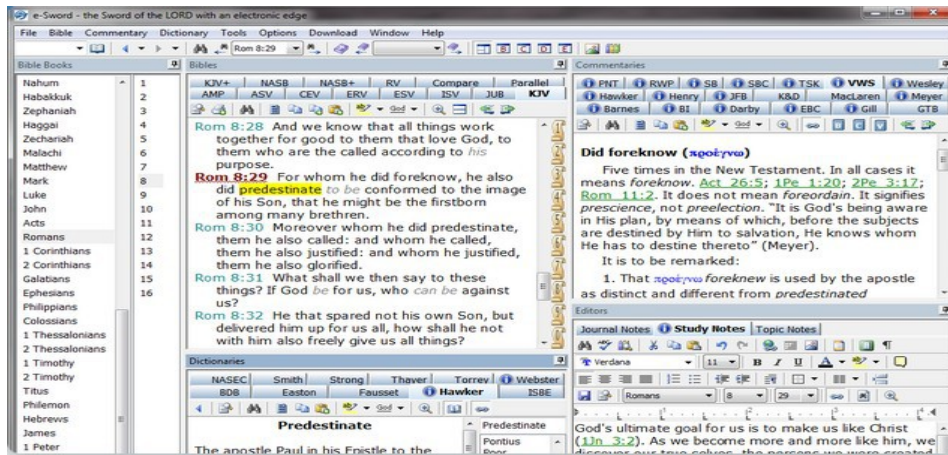 e-Sword - the Sword of the LORD with an electronic edge
File Bible Commentary Dictionary Tools Options Download Window Help
Rom 8:29
B C D E
Bible Books
Nahum
Habakkuk
Zephaniah
Haggai
Zechariah
Malachi
Matthew
Mark
Luke
John
Acts
Romans
1 Corinthians
2 Corinthians
Galatians
Ephesians
Philippians
Colossians
1 Thessalonians
2 Thessalonians
1 Timothy
2 Timothy
Titus
Philemon
Hebrews
James
1 Peter
1
2
3
4
5
6
7
8
9
10
11
12
13
14
15
16
Bibles
KJV+ NASB NASB+ RV Compare Parallel
AMP ASV CEV ERV ESV ISV JUB KJV
Rom 8:28 And we know that all things work
together for good to them that love God, to
them who are the called according to his
purpose.
Rom 8:29 For whom he did foreknow, he also
did predestinate to be conformed to the image
of his Son, that he might be the firstborn
among many brethren.
Rom 8:30 Moreover whom he did predestinate,
them he also called: and whom he called,
them he also justified: and whom he justified,
them he also glorified.
Rom 8:31 What shall we then say to these
things? If God be for us, who can be against
us?
Rom 8:32 He that spared not his own Son, but
delivered him up for us all, how shall he not
with him also freely give us all things?
Dictionaries
NASEC Smith Strong Thayer Torrey Webster
BDB Easton Fausset Hawker ISBE
Predestinate
The apostle Paul in his Epistle to the
Predestinate
Pontius
Poor
Commentaries
PNT RWP SB SBC TSK VWS Wesley
Hawker Henry JFB K&D MacLaren Meyer
Barnes BI Darby EBC Gill GTB
B C V
Did foreknow (προέγνω)
Five times in the New Testament. In all cases it
means foreknow. Act 26:5; 1Pe 1:20; 2Pe 3:17;
Rom 11:2. It does not mean foreordain. It signifies
prescience, not preelection. “It is God's being aware
in His plan, by means of which, before the subjects
are destined by Him to salvation, He knows whom
He has to destine thereto” (Meyer).
It is to be remarked:
1. That προέγνω foreknew is used by the apostle
as distinct and different from predestinated
Editors
Journal Notes Study Notes Topic Notes
Verdana 11 B I U A
Romans 8 29
God's ultimate goal for us is to make us like Christ
(1Jn 3:2). As we become more and more like him, we
discover our true selves, the persons we were created